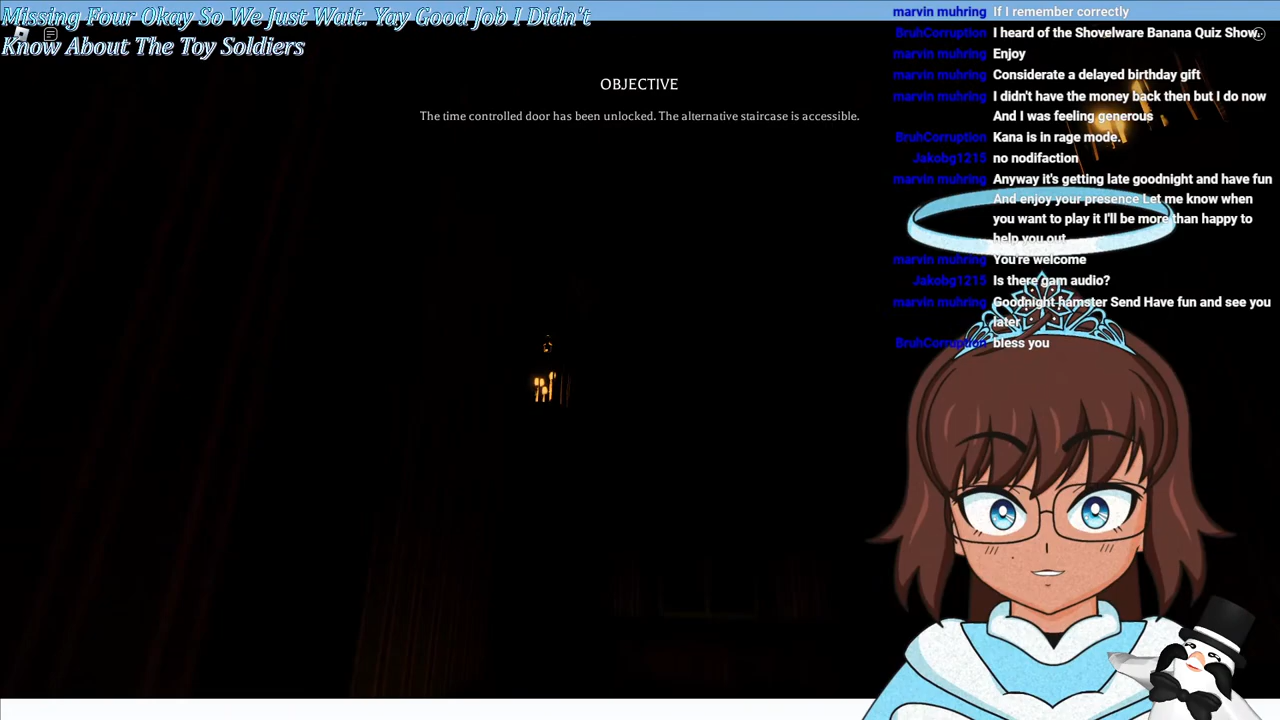 Missing Four Okay So We Just Wait. Yay Good Job I Didn't
Know About The Toy Soldiers
OBJECTIVE
The time controlled door has been unlocked. The alternative staircase is accessible.
marvin muhring If I remember correctly
BruhCorruption I heard of the Shovelware Banana Quiz Show.
marvin muhring Enjoy
marvin muhring Considerate a delayed birthday gift
marvin muhring I didn't have the money back then but I do now
And I was feeling generous
BruhCorruption Kana is in rage mode.
Jakobg1215 no nodifaction
marvin muhring Anyway it's getting late goodnight and have fun
And enjoy your presence Let me know when
you want to play it I'll be more than happy to
help you out
marvin muhring You're welcome
Jakobg1215 Is there gam audio?
marvin muhring Goodnight hamster Send Have fun and see you
later
BruhCorruption bless you